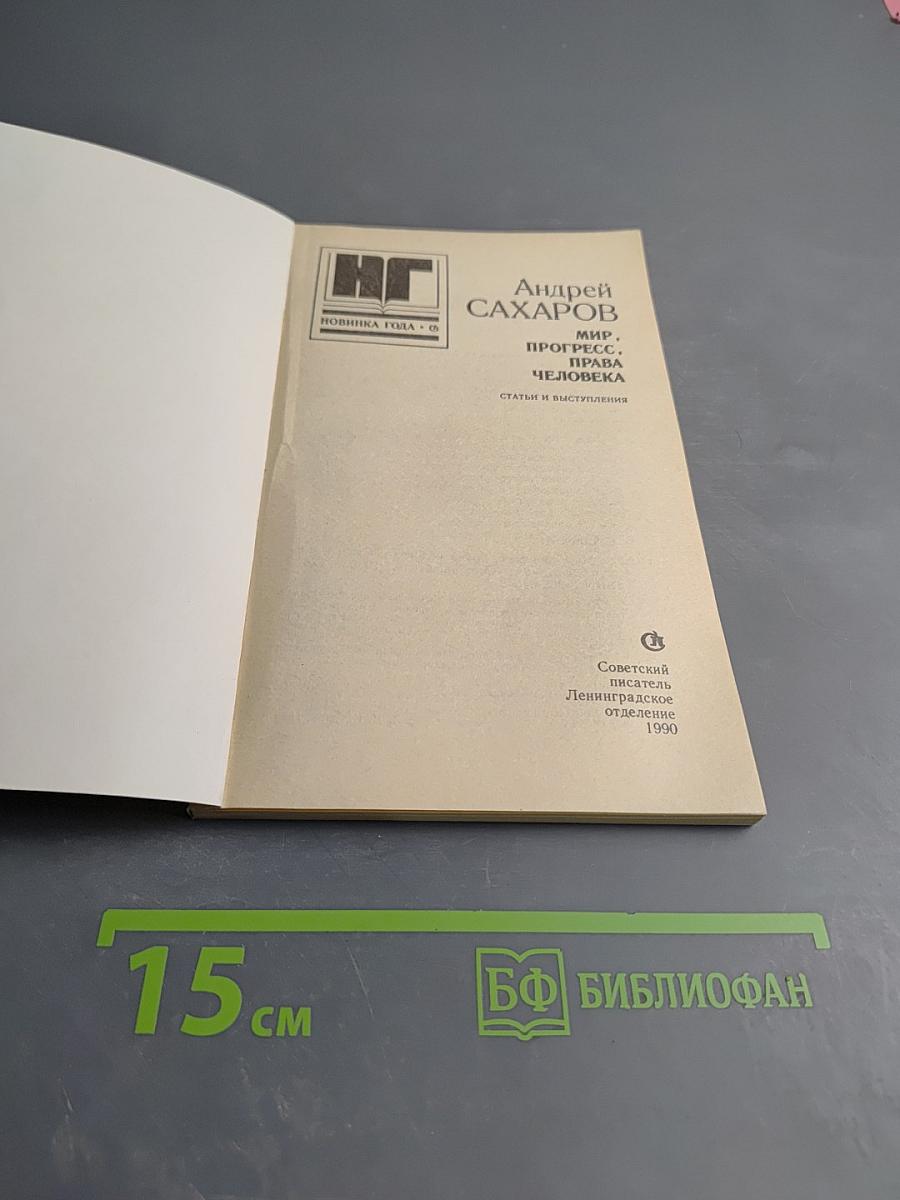 НГ
НОВИНКА ГОДА •
Андрей
САХАРОВ
МИР,
ПРОГРЕСС,
ПРАВА
ЧЕЛОВЕКА
СТАТЬИ И ВЫСТУПЛЕНИЯ
Советский
писатель
Ленинградское
отделение
1990
15 см
БФ БИБЛИОФАН